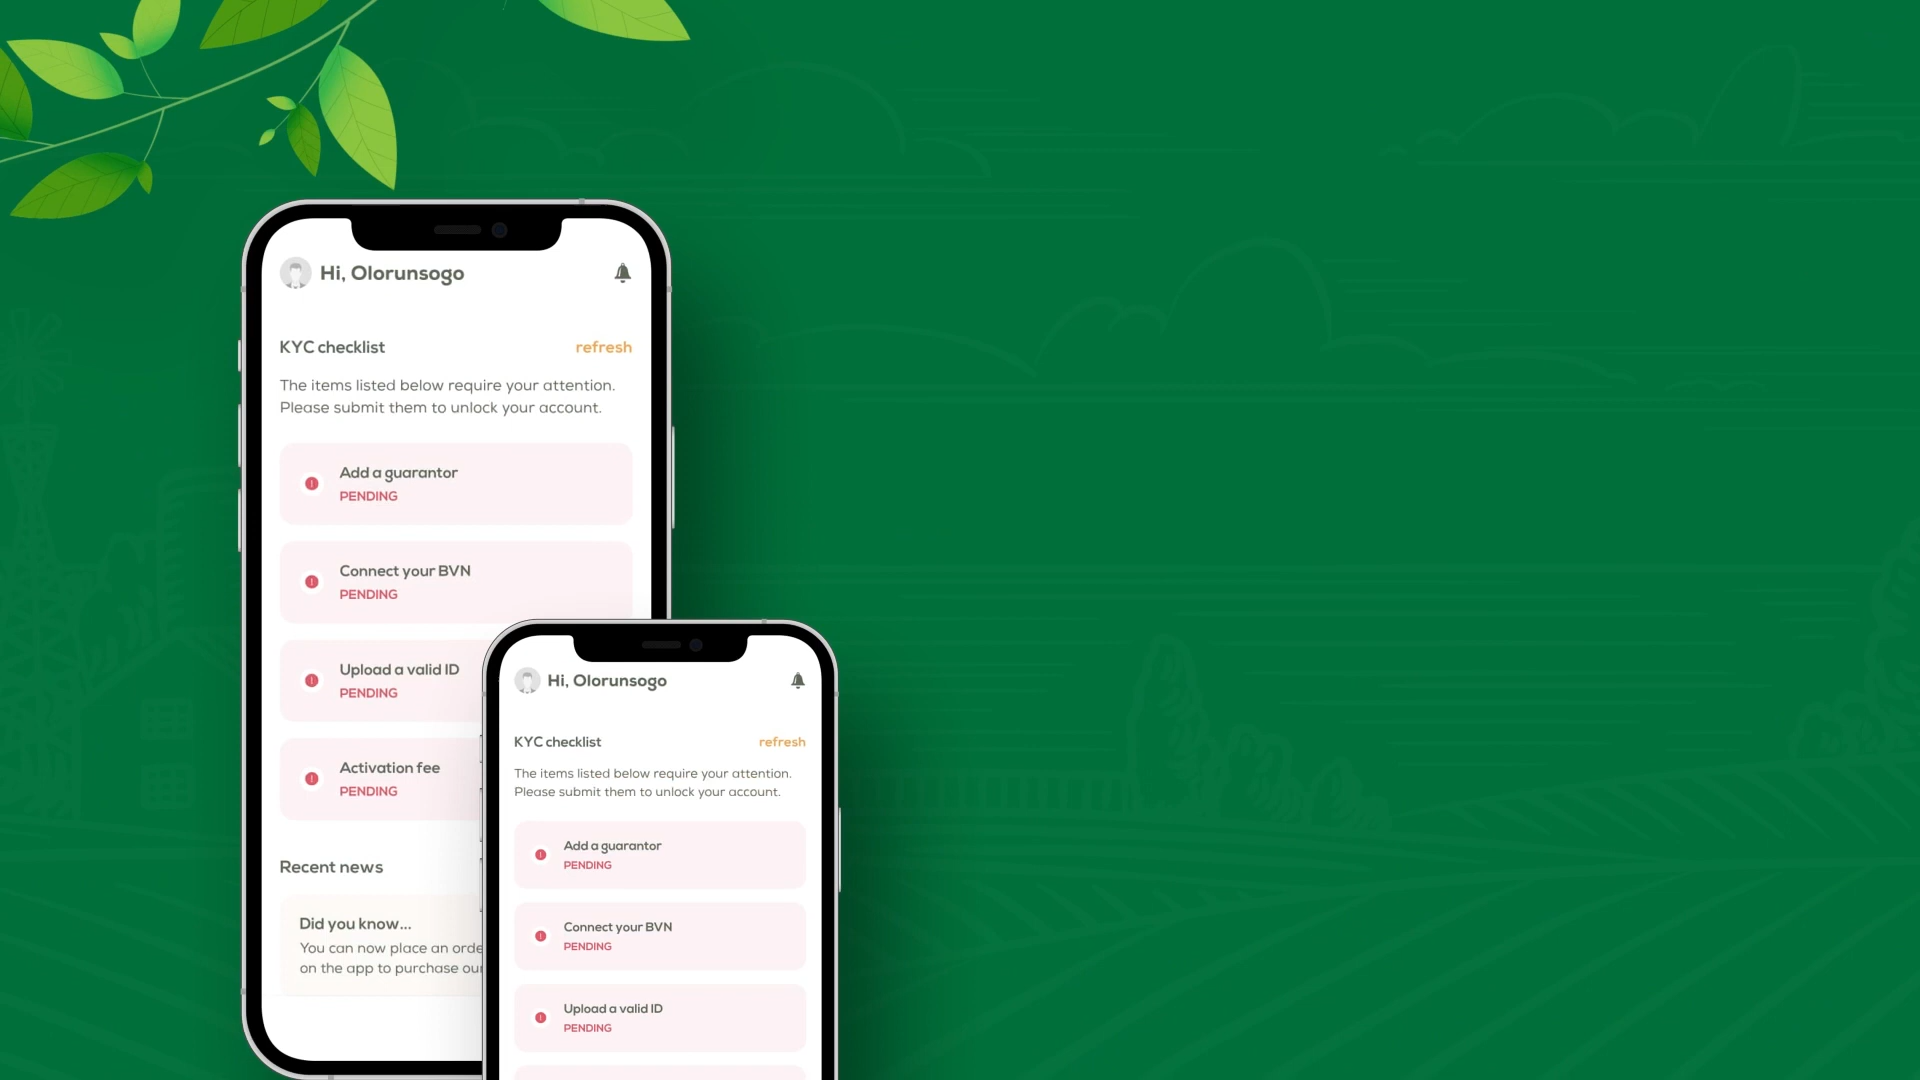 Hi, Olorunsogo
KYC checklist
refresh
The items listed below require your attention.
Please submit them to unlock your account.
Add a guarantor
PENDING
Connect your BVN
PENDING
Upload a valid ID
PENDING
Activation fee
PENDING
Recent news
Did you know...
You can now place an
on the app to purchase
Hi, Olorunsogo
KYC checklist
refresh
The items listed below require your attention.
Please submit them to unlock your account.
Add a guarantor
PENDING
Connect your BVN
PENDING
Upload a valid ID
PENDING